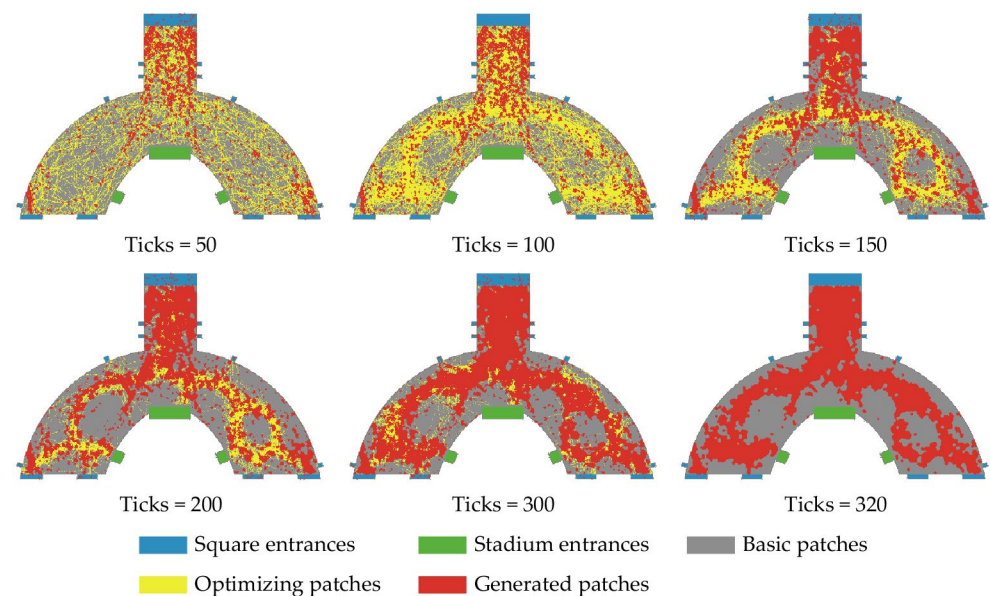 Ticks = 50
Ticks = 100
Ticks = 150
Ticks = 200
Ticks = 300
Ticks = 320
Square entrances
Stadium entrances
Basic patches
Optimizing patches
Generated patches